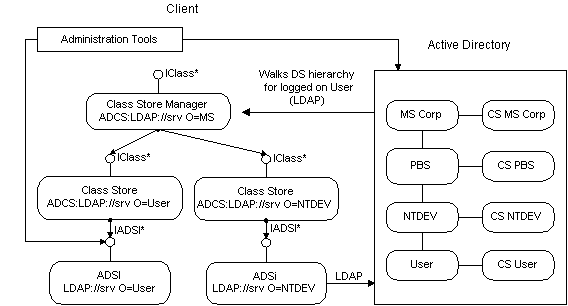 Client
Administration Tools
Active Directory
IClass*
Walks DS hierarchy
for logged on User
(LDAP)
Class Store Manager
ADCS:LDAP://srv O=MS
MS Corp
CS MS Corp
IClass*
IClass*
PBS
CS PBS
Class Store
ADCS:LDAP://srv O=User
Class Store
ADCS:LDAP://srv O=NTDEV
NTDEV
CS NTDEV
IADSI*
IADSI*
ADSI
LDAP://srv O=User
ADSi
LDAP://srv O=NTDEV
LDAP
User
CS User